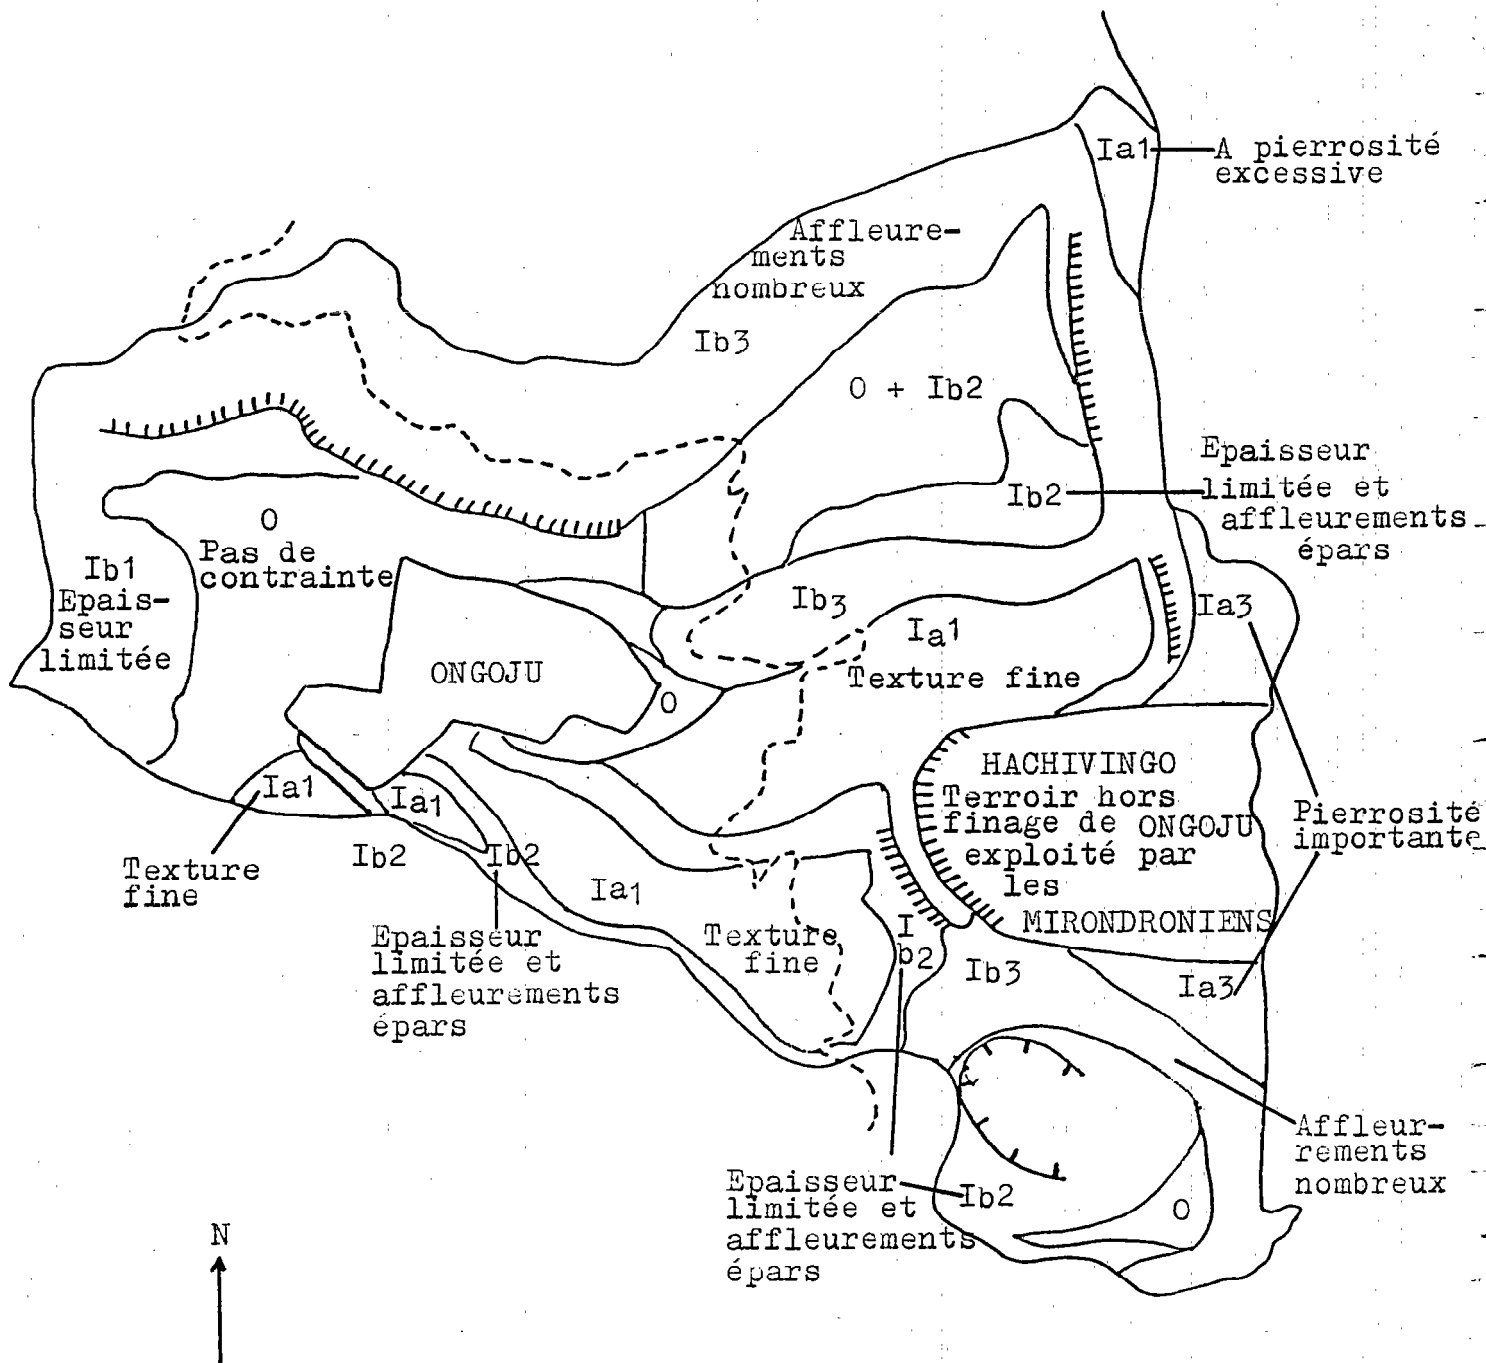 Ia1
A pierrosité
excessive
Affleure-
ments
nombreux
Ib3
O + Ib2
Epaisseur
limitée et
affleurements
épars
Ib2
O
Pas de
contrainte
Ib1
Epais-
seur
limitée
Ib3
Ia1
Texture fine
Ia3
ONGOJU
O
HACHIVINGO
Terroir hors
finage de ONGOJU
exploité par
les
MIRONDRONIENS
Pierrosité
importante
Ia1
Ia1
Texture
fine
Ib2
Ib2
Ia1
Epaisseur
limitée et
affleurements
épars
Texture
fine
I
b2
Ib3
Ia3
Affleur-
rements
nombreux
Epaisseur
limitée et
affleurements
épars
Ib2
O
N